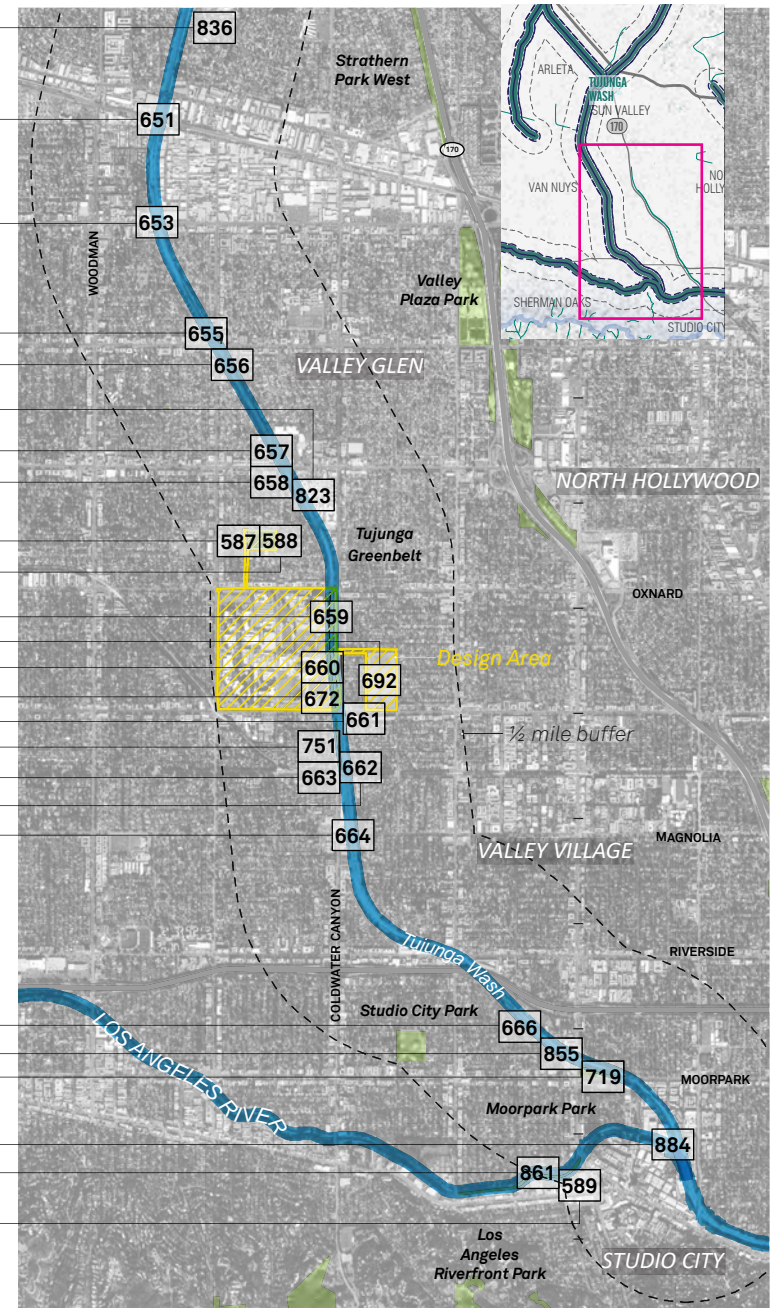 836
Strathern
Park West
ARLETA
TUJUNGA
WASH
SUN VALLEY
170
651
170
VAN NUYS
NO
HOLLY
653
WOODMAN
Valley
Plaza Park
SHERMAN OAKS
STUDIO CITY
655
656
VALLEY GLEN
657
658
823
NORTH HOLLYWOOD
587
588
Tujunga
Greenbelt
OXNARD
659
660
692
Design Area
672
661
½ mile buffer
751
662
663
664
MAGNOLIA
VALLEY VILLAGE
COLDWATER CANYON
Tujunga Wash
RIVERSIDE
Studio City Park
666
LOS ANGELES RIVER
855
719
MOORPARK
Moorpark Park
884
861
589
Los
Angeles
Riverfront Park
STUDIO CITY